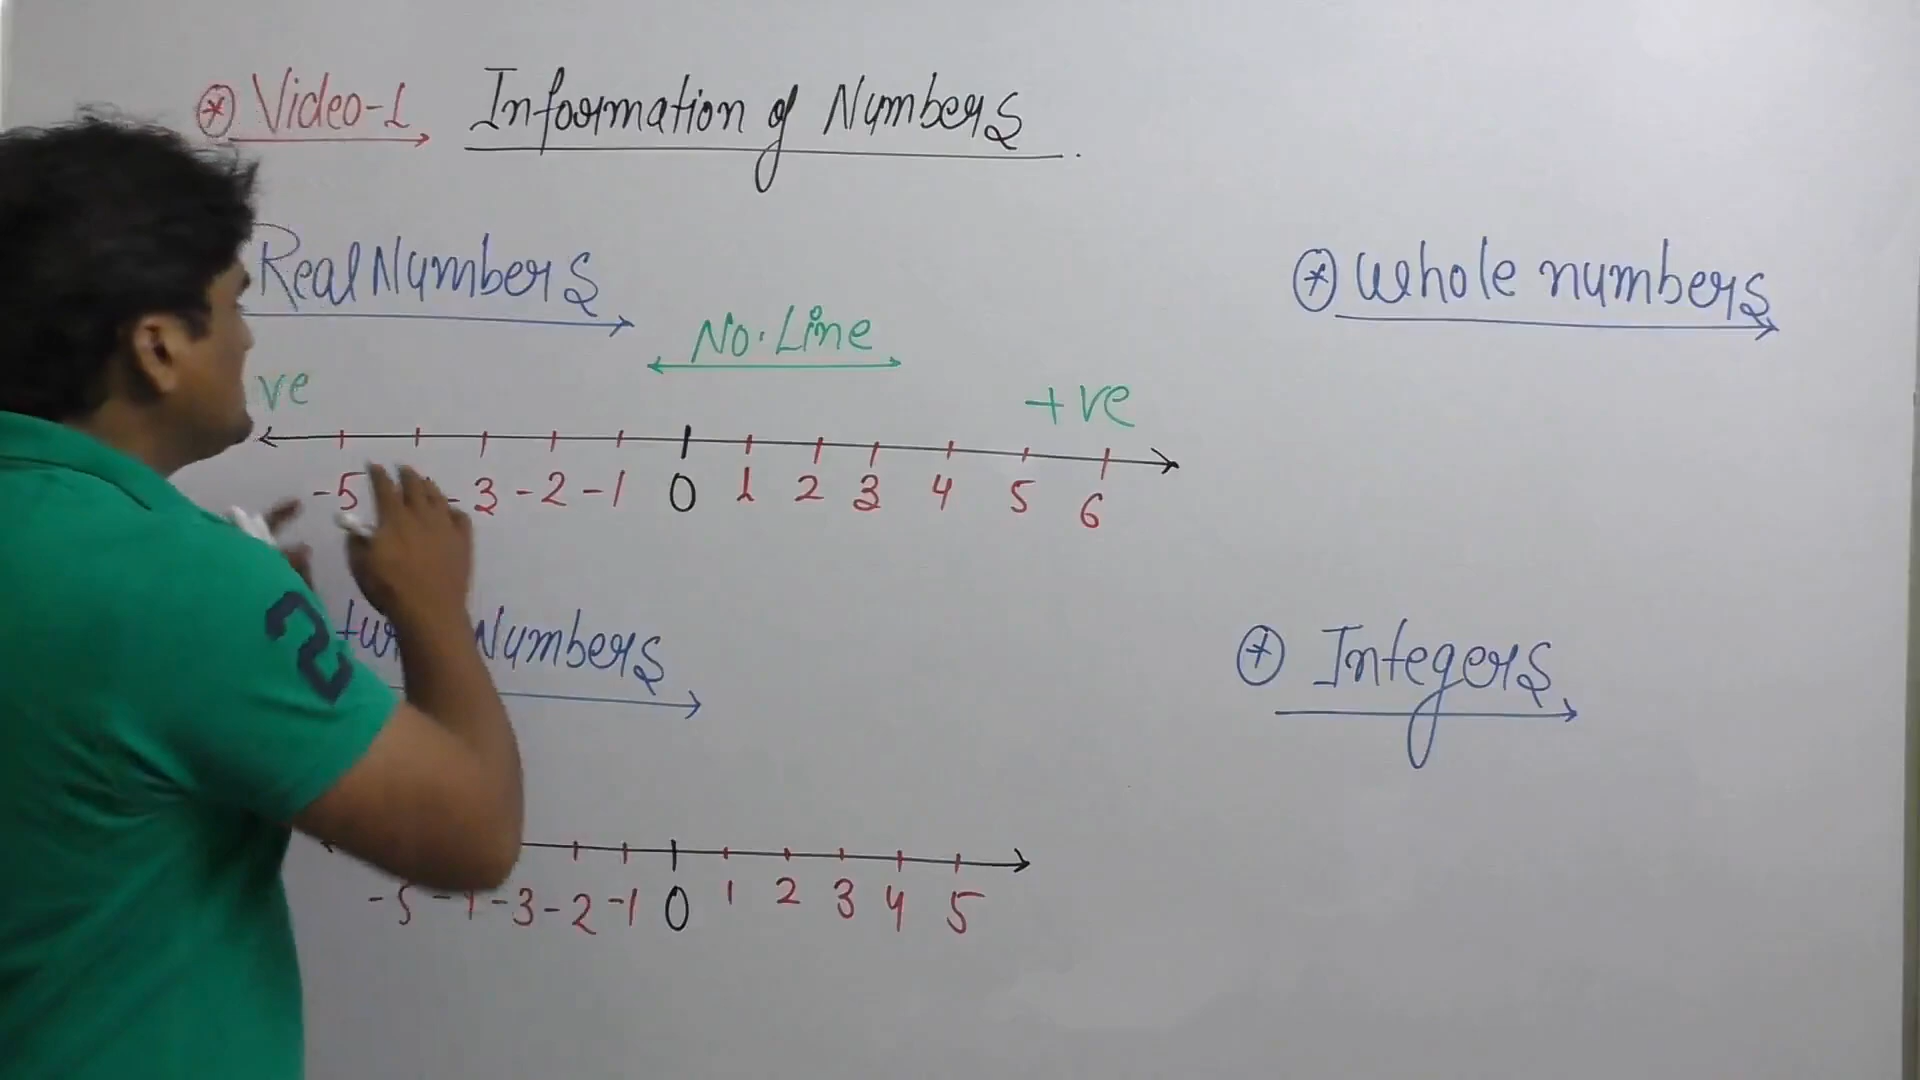 Video-1 Information of Numbers
Real Numbers
Whole numbers
No. Line
ve
+ve
-5 -3 -2 -1 0 1 2 3 4 5 6
2
Numbers
Integers
-5 -3 -2 -1 0 1 2 3 4 5